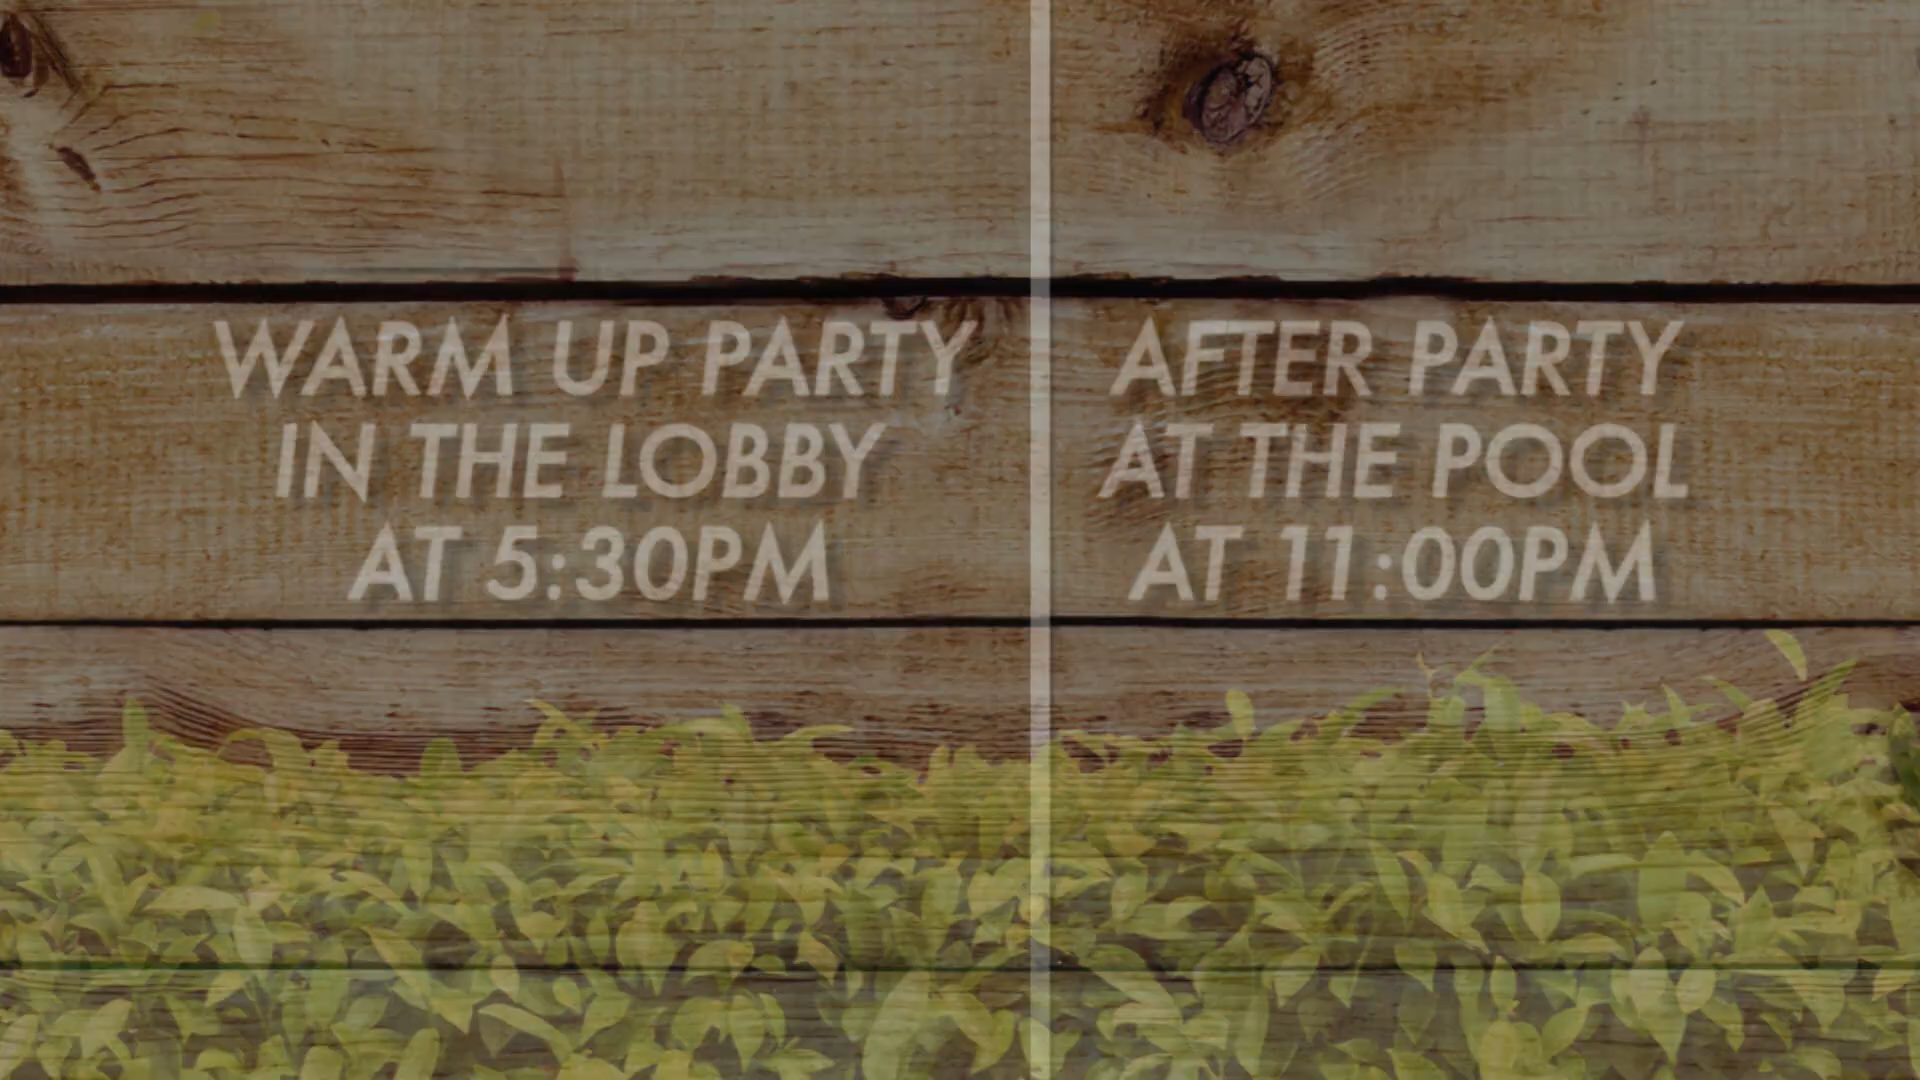 WARM UP PARTY
IN THE LOBBY
AT 5:30PM
AFTER PARTY
AT THE POOL
AT 11:00PM